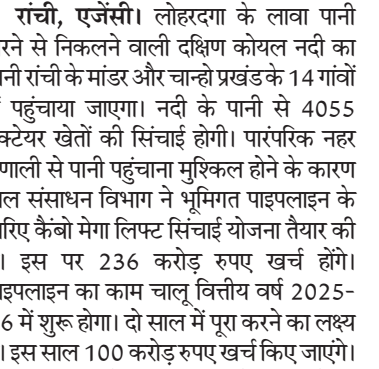 रांची, एजेंसी। लोहरदगा के लावा पानी
रने से निकलने वाली दक्षिण कोयल नदी का
नी रांची के मांडर और चान्हो प्रखंड के 14 गांवों
पहुंचाया जाएगा। नदी के पानी से 4055
क्टेयर खेतों की सिंचाई होगी। पारंपरिक नहर
णाली से पानी पहुंचाना मुश्किल होने के कारण
ल संसाधन विभाग ने भूमिगत पाइपलाइन के
रिए कैंबो मेगा लिफ्ट सिंचाई योजना तैयार की
। इस पर 236 करोड़ रुपए खर्च होंगे।
इपलाइन का काम चालू वित्तीय वर्ष 2025-
6 में शुरू होगा। दो साल में पूरा करने का लक्ष्य
। इस साल 100 करोड़ रुपए खर्च किए जाएंगे।